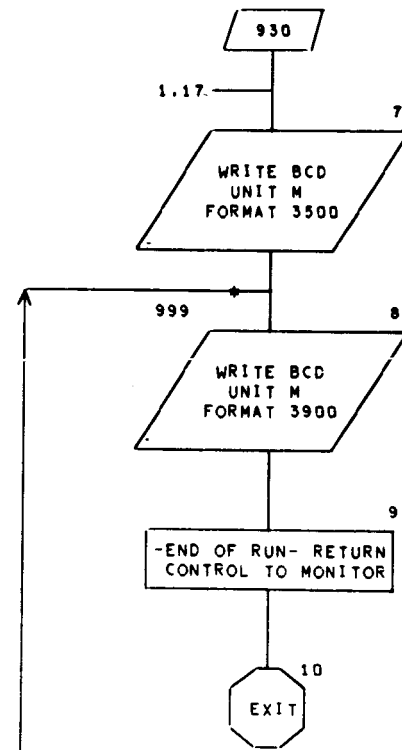 930
1.17
7
WRITE BCD
UNIT M
FORMAT 3500
999
8
WRITE BCD
UNIT M
FORMAT 3900
9
-END OF RUN- RETURN
CONTROL TO MONITOR
10
EXIT